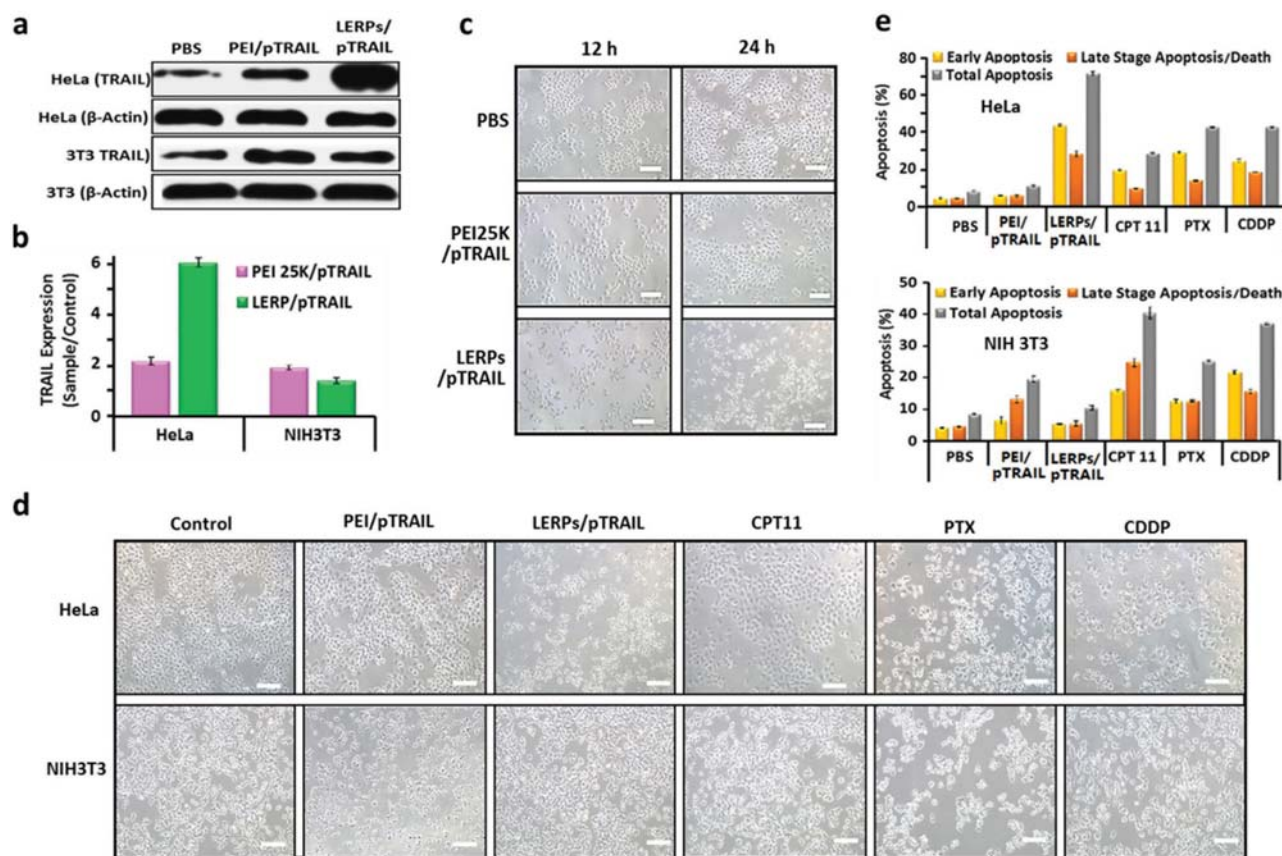 a
PBS PEI/pTRAIL LERPs/
pTRAIL
HeLa (TRAIL)
HeLa (β-Actin)
3T3 TRAIL)
3T3 (β-Actin)
b
TRAIL Expression
(Sample/Control)
6
4
2
0
PEI 25K/pTRAIL
LERP/pTRAIL
HeLa NIH3T3
c
12 h 24 h
PBS
PEI25K
/pTRAIL
LERPs
/pTRAIL
e
Apoptosis (%)
80
60
40
20
0
Early Apoptosis Late Stage Apoptosis/Death
Total Apoptosis
HeLa
PBS PEI/ LERPs/ CPT 11 PTX CDDP
pTRAIL pTRAIL
Apoptosis (%)
50
40
30
20
10
0
Early Apoptosis Late Stage Apoptosis/Death
Total Apoptosis
NIH 3T3
PBS PEI/ LERPs/ CPT 11 PTX CDDP
pTRAIL pTRAIL
d
Control PEI/pTRAIL LERPs/pTRAIL CPT11 PTX CDDP
HeLa
NIH3T3